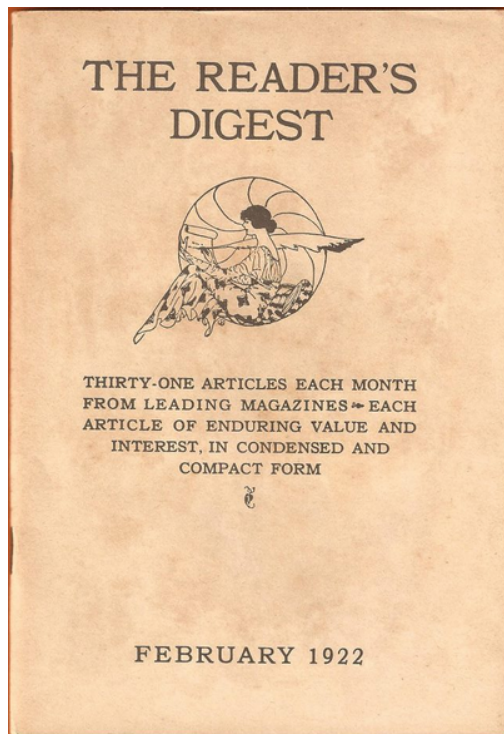 THE READER'S
DIGEST
THIRTY-ONE ARTICLES EACH MONTH
FROM LEADING MAGAZINES❧EACH
ARTICLE OF ENDURING VALUE AND
INTEREST, IN CONDENSED AND
COMPACT FORM
FEBRUARY 1922